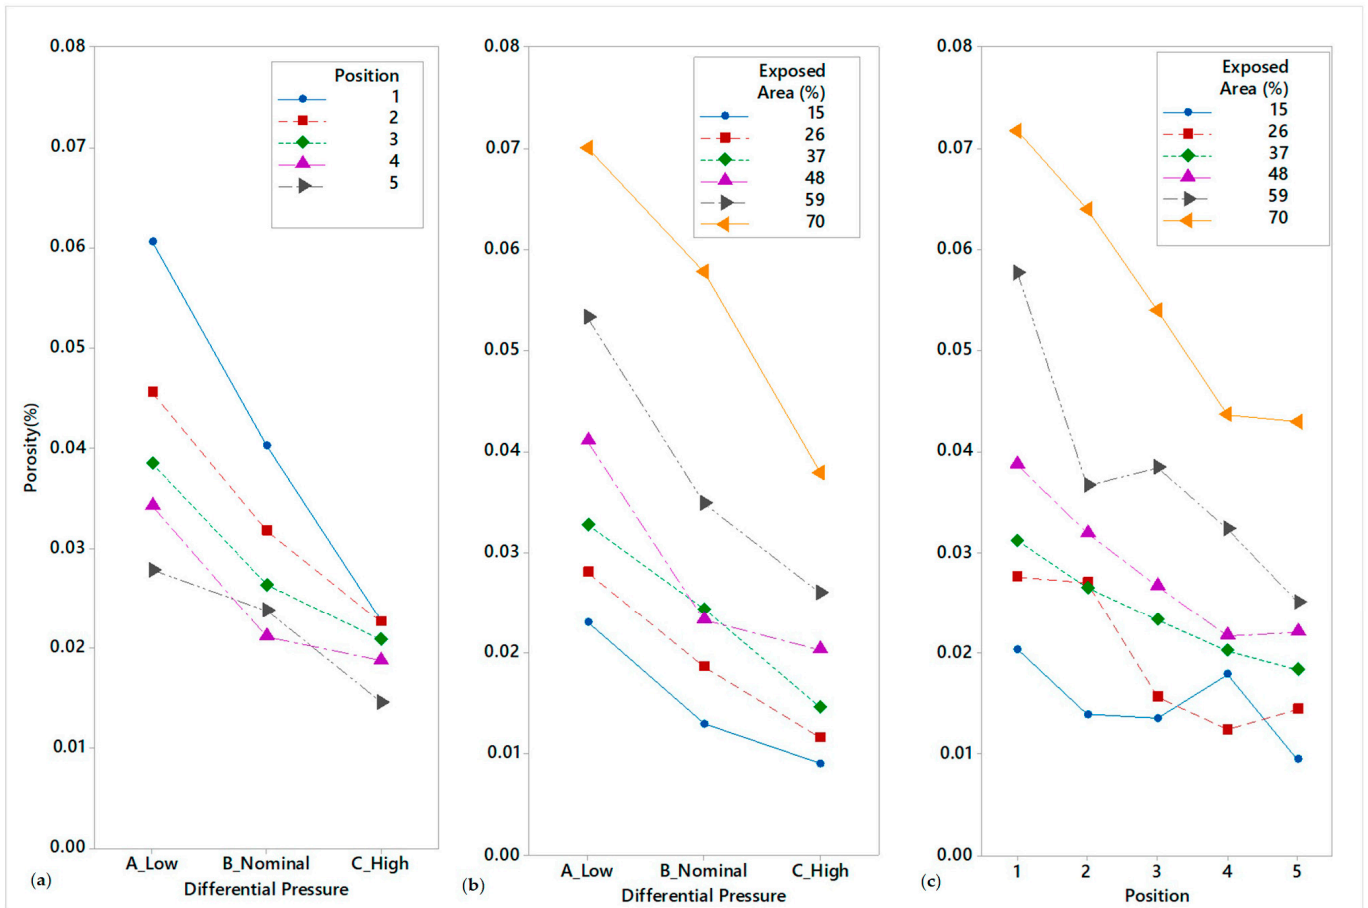 0.08
0.07
0.06
0.05
0.04
0.03
0.02
0.01
0.00
Porosity(%)
Position
1
2
3
4
5
A_Low B_Nominal C_High
Differential Pressure
(a)
0.08
0.07
0.06
0.05
0.04
0.03
0.02
0.01
0.00
Exposed
Area (%)
15
26
37
48
59
70
A_Low B_Nominal C_High
Differential Pressure
(b)
0.08
0.07
0.06
0.05
0.04
0.03
0.02
0.01
0.00
Exposed
Area (%)
15
26
37
48
59
70
1 2 3 4 5
Position
(c)